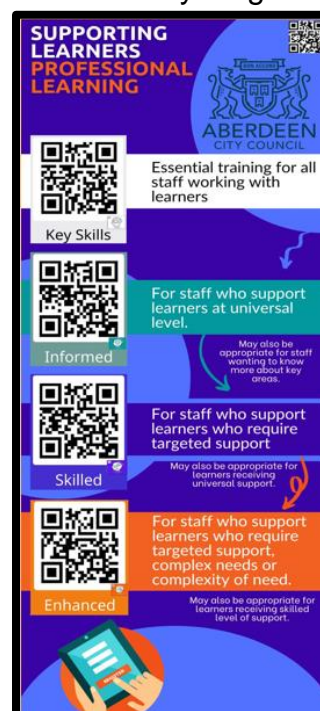 SUPPORTING
LEARNERS
PROFESSIONAL
LEARNING
BON ACCORD
ABERDEEN
CITY COUNCIL
Key Skills
Essential training for all
staff working with
learners
Informed
For staff who support
learners at universal
level.
May also be
appropriate for staff
wanting to know
more about key
areas.
Skilled
For staff who support
learners who require
targeted support
May also be appropriate for
learners receiving
universal support.
Enhanced
For staff who support
learners who require
targeted support,
complex needs or
complexity of need.
May also be appropriate for
learners receiving skilled
level of support.
REGISTER